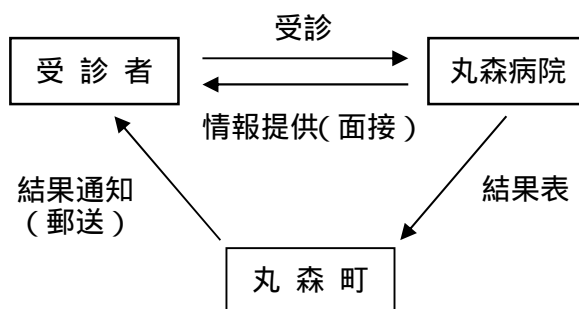 受診
受 診 者
丸森病院
情報提供(面接)
結果通知
(郵送)
結果表
丸 森 町